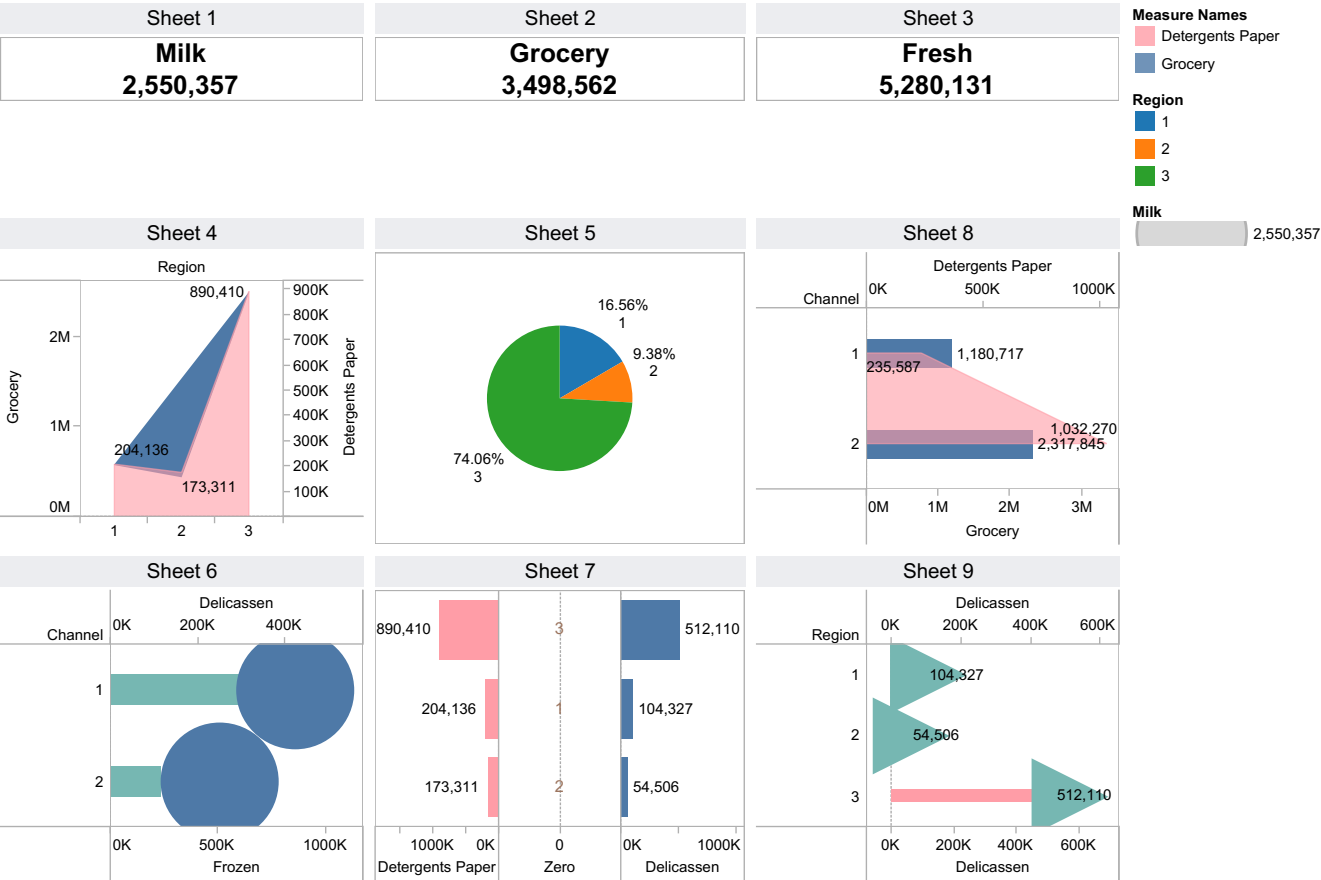 Sheet 1
Milk
2,550,357
Sheet 2
Grocery
3,498,562
Sheet 3
Fresh
5,280,131
Measure Names
Detergents Paper
Grocery
Region
1
2
3
Milk
2,550,357
Sheet 4
Region
890,410
204,136
173,311
Grocery
2M
1M
0M
900K
800K
700K
600K
500K
400K
300K
200K
100K
Detergents Paper
1 2 3
Sheet 5
16.56%
1
9.38%
2
74.06%
3
Sheet 8
Detergents Paper
Channel 0K 500K 1000K
1 1,180,717
235,587
1,032,270
2 2,317,845
0M 1M 2M 3M
Grocery
Sheet 6
Delicassen
Channel 0K 200K 400K
1
2
0K 500K 1000K
Frozen
Sheet 7
890,410 3 512,110
204,136 1 104,327
173,311 2 54,506
1000K 0K 0 0K 1000K
Detergents Paper Zero Delicassen
Sheet 9
Delicassen
Region 0K 200K 400K 600K
1 104,327
2 54,506
3 512,110
0K 200K 400K 600K
Delicassen